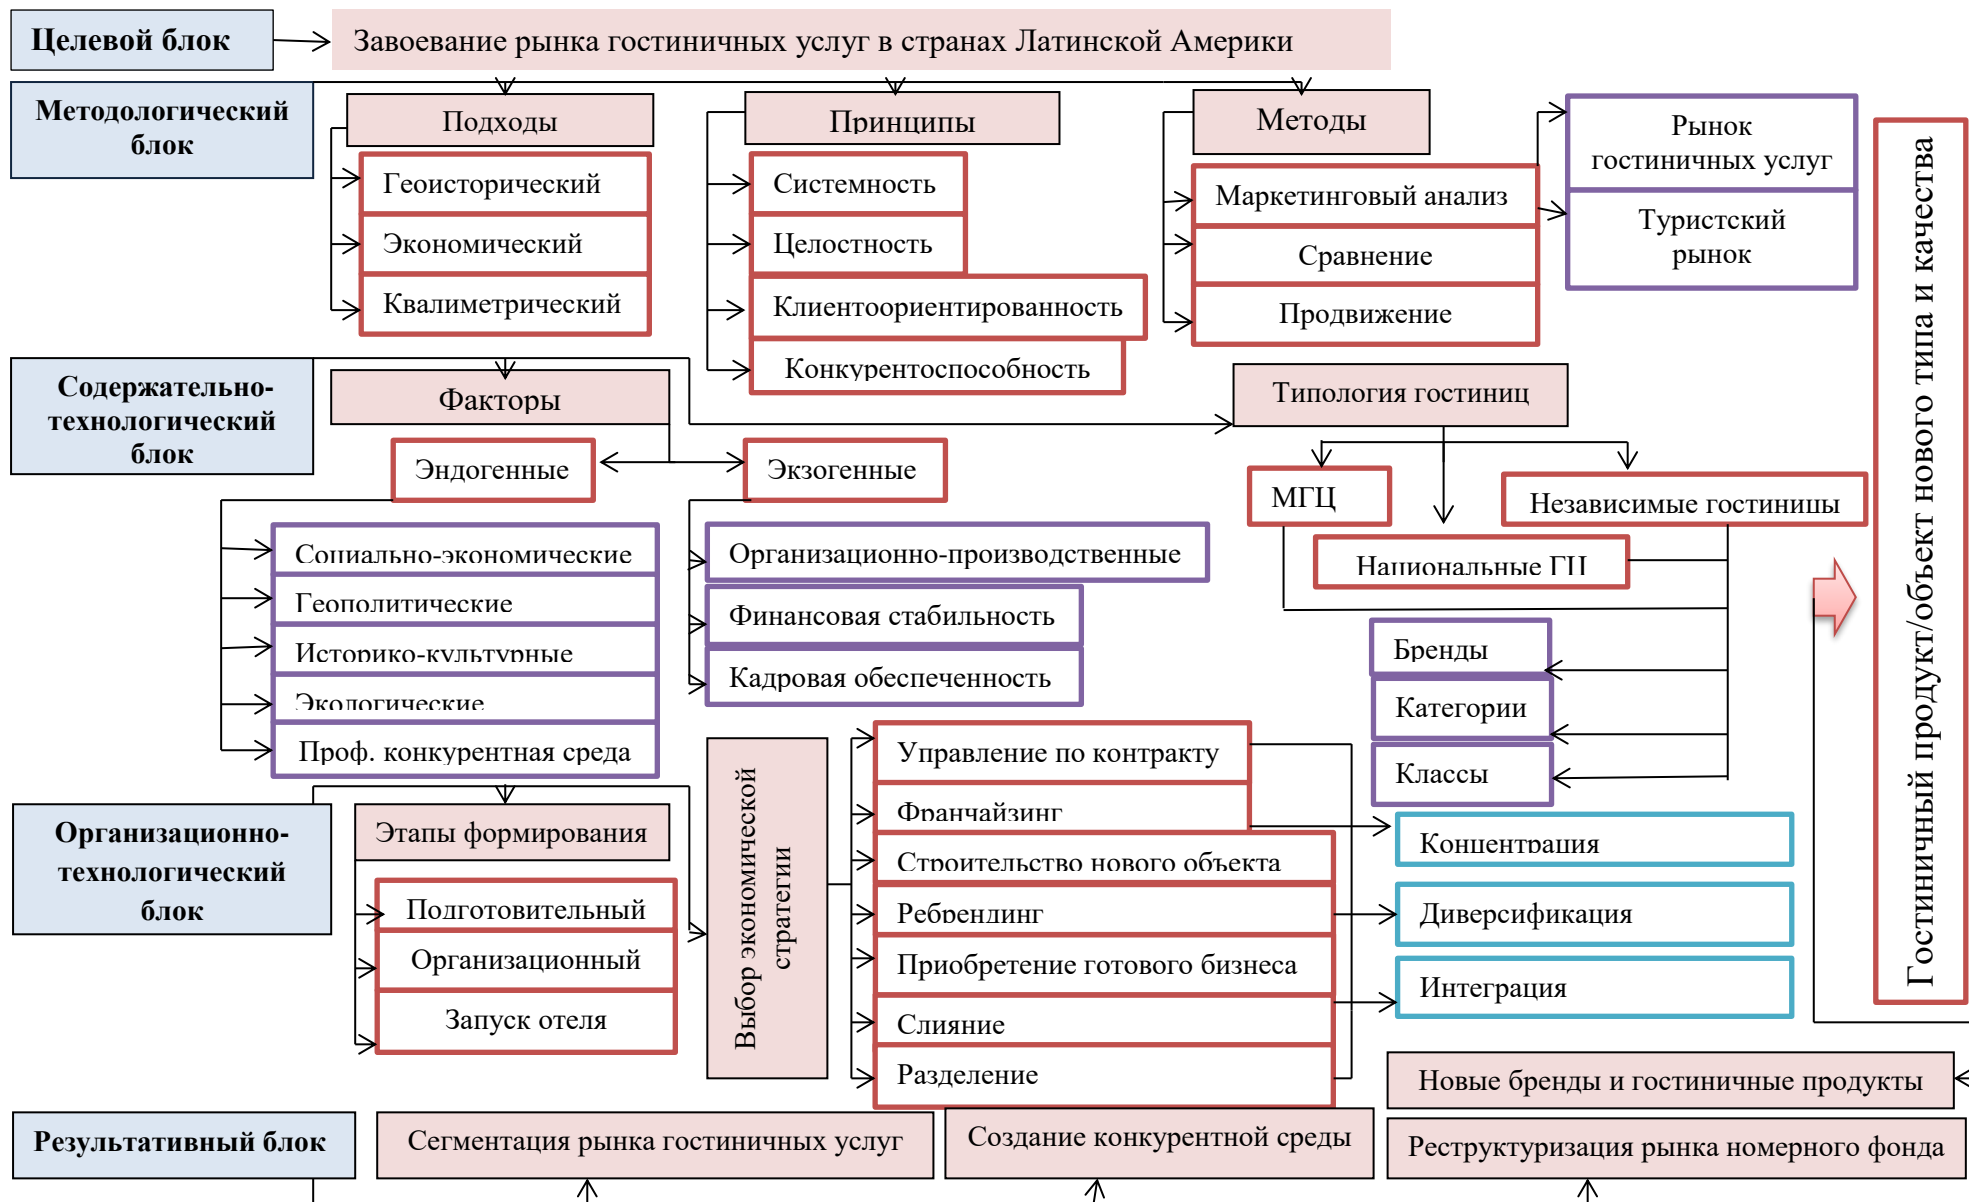 Целевой блок
Завоевание рынка гостиничных услуг в странах Латинской Америки
Методологический
блок
Подходы
Геоисторический
Экономический
Квалиметрический
Принципы
Системность
Целостность
Клиентоориентированность
Конкурентоспособность
Методы
Маркетинговый анализ
Сравнение
Продвижение
Рынок
гостиничных услуг
Туристский
рынок
Содержательно-
технологический
блок
Факторы
Эндогенные
Экзогенные
Социально-экономические
Геополитические
Историко-культурные
Экологические
Проф. конкурентная среда
Организационно-производственные
Финансовая стабильность
Кадровая обеспеченность
Типология гостиниц
МГЦ
Национальные ГЦ
Независимые гостиницы
Бренды
Категории
Классы
Организационно-
технологический
блок
Этапы формирования
Подготовительный
Организационный
Запуск отеля
Выбор экономической
стратегии
Управление по контракту
Франчайзинг
Строительство нового объекта
Ребрендинг
Приобретение готового бизнеса
Слияние
Разделение
Концентрация
Диверсификация
Интеграция
Гостиничный продукт/объект нового типа и качества
Результативный блок
Сегментация рынка гостиничных услуг
Создание конкурентной среды
Новые бренды и гостиничные продукты
Реструктуризация рынка номерного фонда